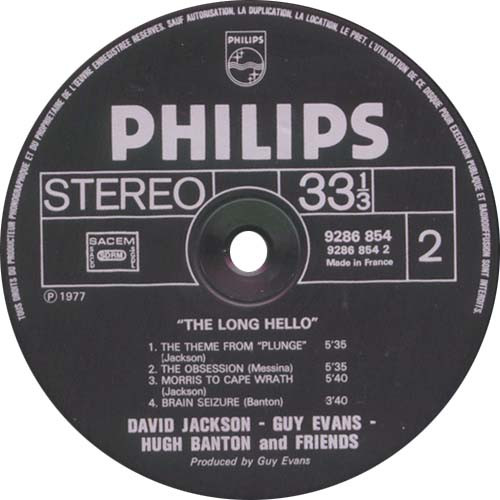 TOUS DROITS DU PRODUCTEUR PHONOGRAPHIQUE ET DU PROPRIETAIRE DE L'ŒUVRE ENREGISTREE RESERVES. SAUF AUTORISATION, LA DUPLICATION, LA LOCATION, LE PRET, L'UTILISATION DE CE DISQUE POUR EXECUTION PUBLIQUE ET RADIODIFFUSION SONT INTERDITS.
PHILIPS
PHILIPS
STEREO 33 1/3
SACEM
SDRM
9286 854
9286 854 2
Made in France
2
℗ 1977
"THE LONG HELLO"
1. THE THEME FROM "PLUNGE" 5'35
(Jackson)
2. THE OBSESSION (Messina) 5'35
3. MORRIS TO CAPE WRATH 5'40
(Jackson)
4. BRAIN SEIZURE (Banton) 3'40
DAVID JACKSON - GUY EVANS -
HUGH BANTON and FRIENDS
Produced by Guy Evans